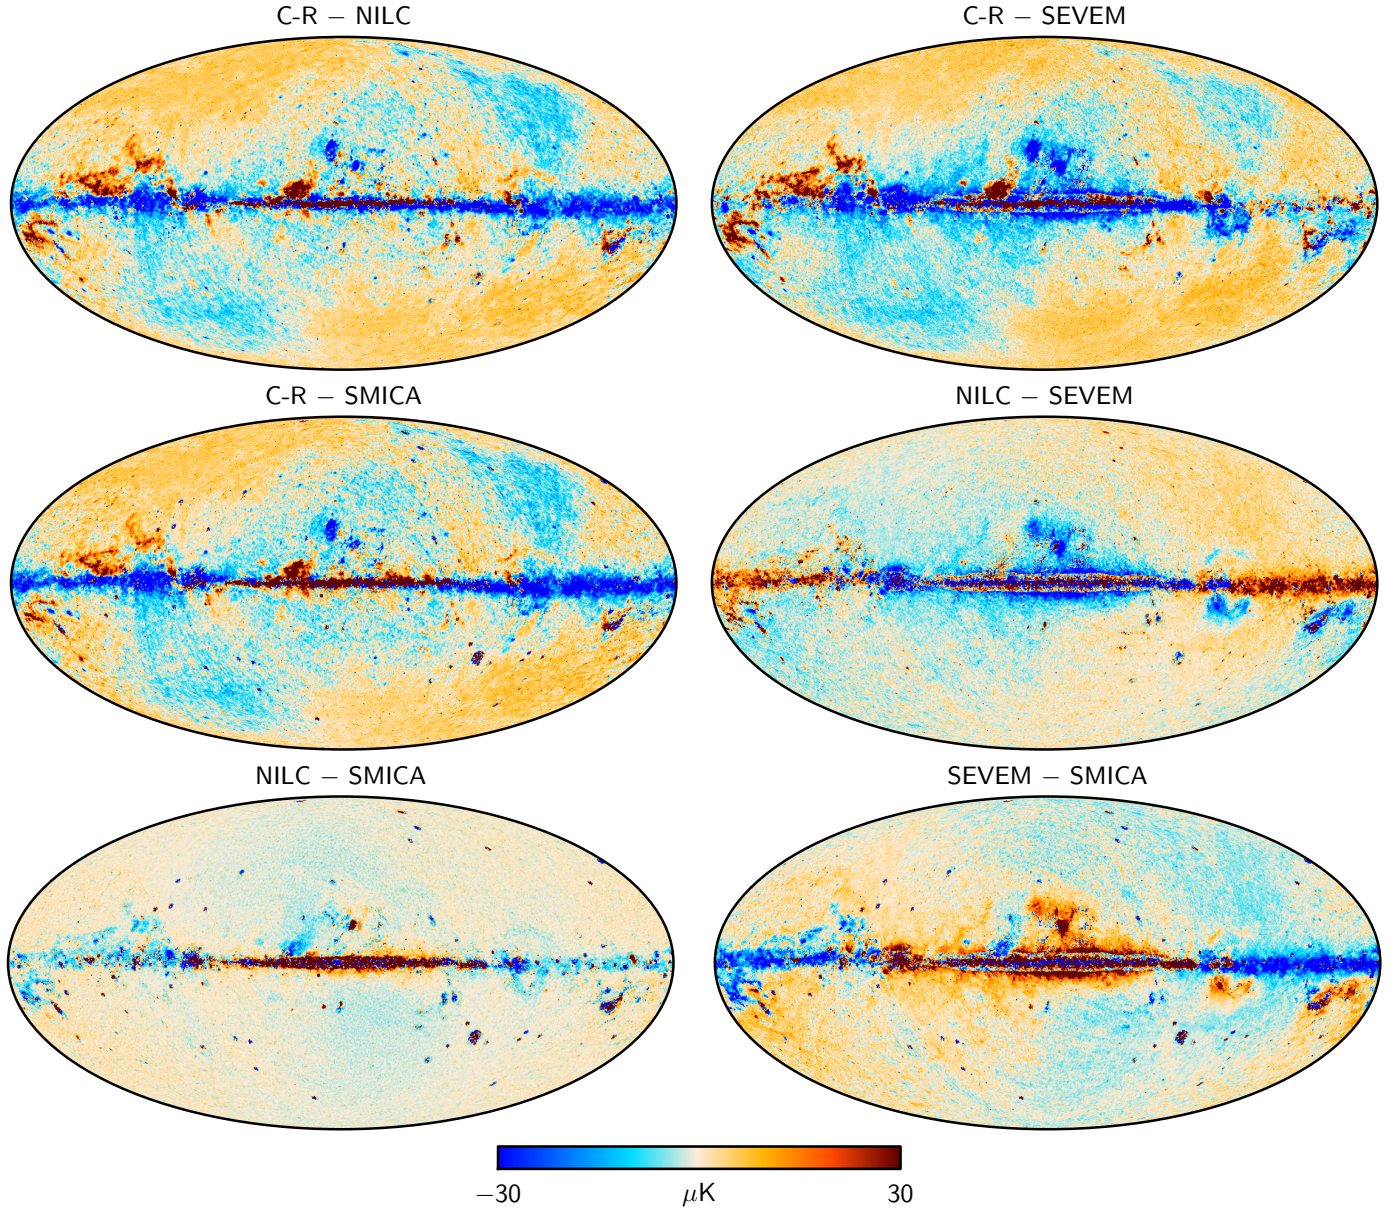 C-R − NILC
C-R − SEVEM
C-R − SMICA
NILC − SEVEM
NILC − SMICA
SEVEM − SMICA
−30 μK 30